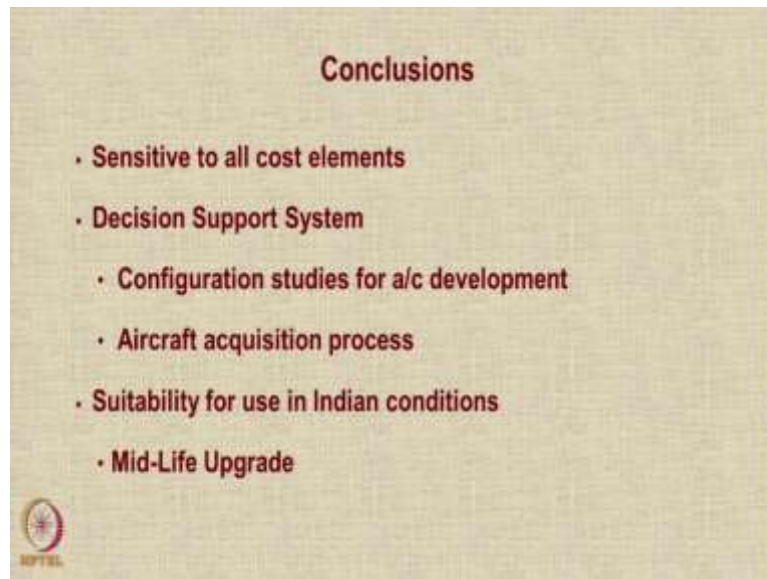 Conclusions
• Sensitive to all cost elements
• Decision Support System
• Configuration studies for a/c development
• Aircraft acquisition process
• Suitability for use in Indian conditions
• Mid-Life Upgrade
NPTEL